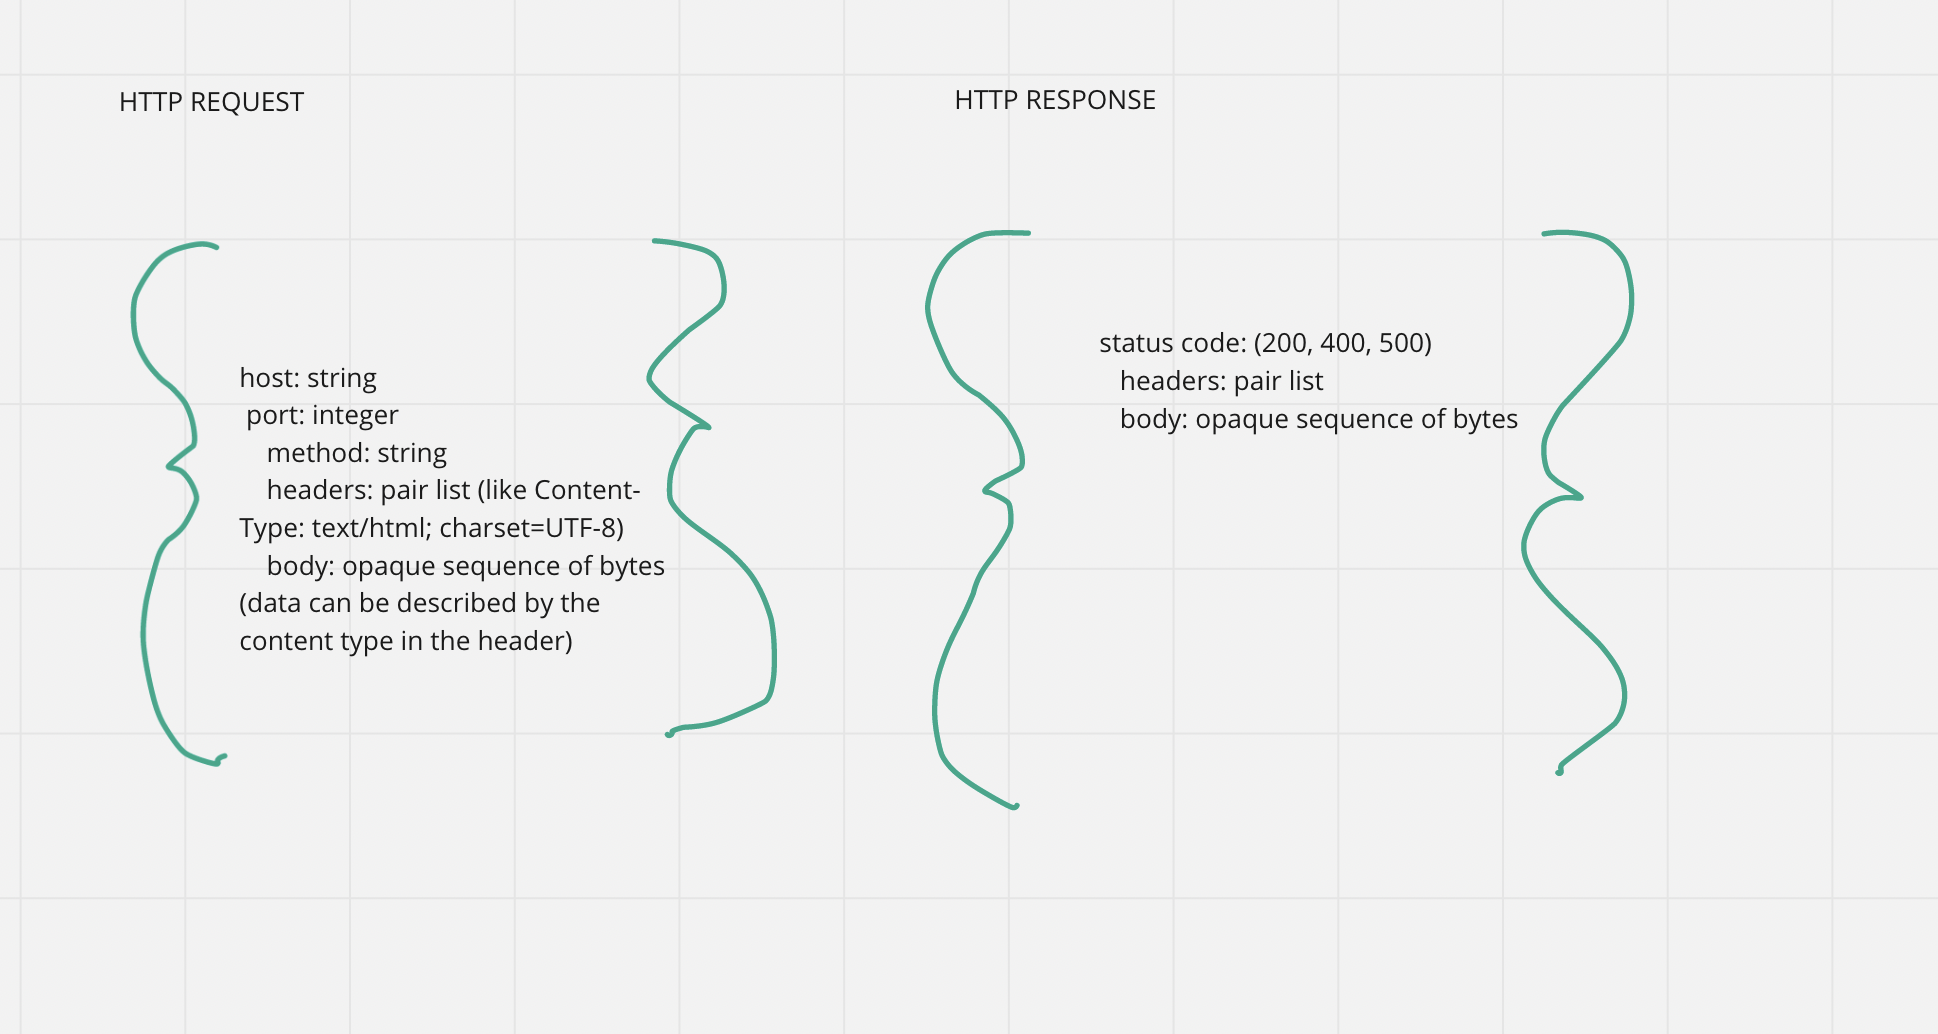 HTTP REQUEST
host: string
port: integer
method: string
headers: pair list (like Content-
Type: text/html; charset=UTF-8)
body: opaque sequence of bytes
(data can be described by the
content type in the header)
HTTP RESPONSE
status code: (200, 400, 500)
headers: pair list
body: opaque sequence of bytes